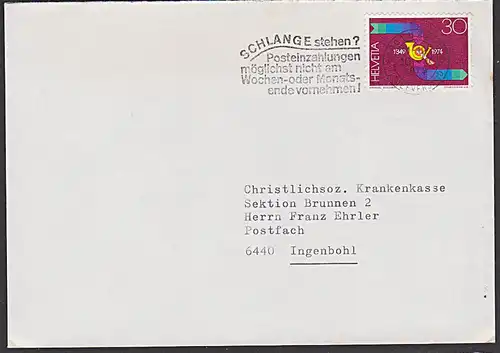 SCHLANGE stehen?
Posteinzahlungen
möglichst nicht am
Wochen- oder Monats-
ende vornehmen!
30
1849 1974
HELVETIA
Christlichsoz. Krankenkasse
Sektion Brunnen 2
Herrn Franz Ehrler
Postfach
6440 Ingenbohl